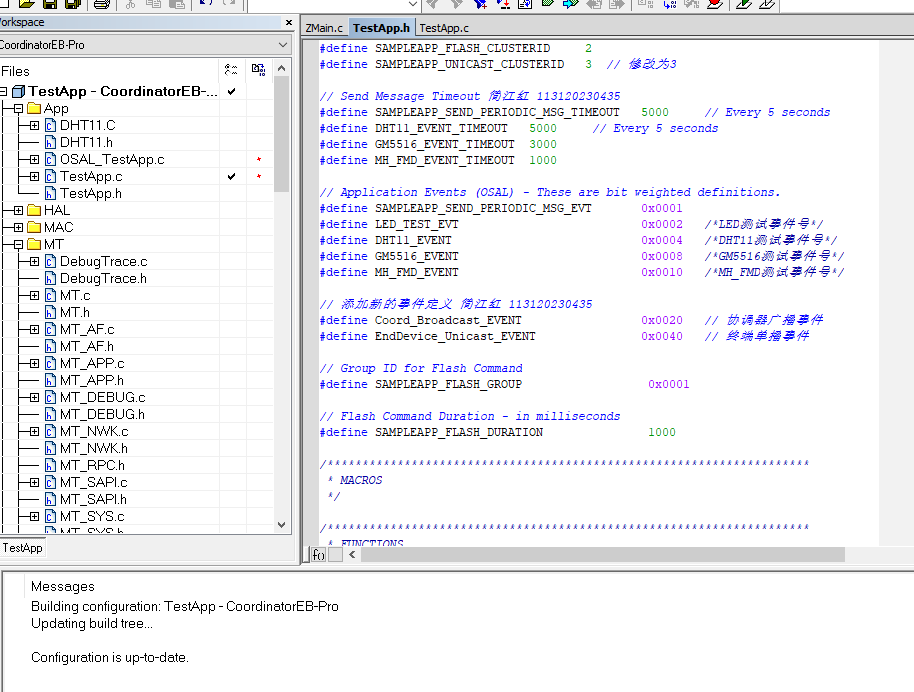 orkspace
CoordinatorEB-Pro
Files
TestApp - CoordinatorEB-...
App
DHT11.C
DHT11.h
OSAL_TestApp.c
TestApp.c
TestApp.h
HAL
MAC
MT
DebugTrace.c
DebugTrace.h
MT.c
MT.h
MT_AF.c
MT_AF.h
MT_APP.c
MT_APP.h
MT_DEBUG.c
MT_DEBUG.h
MT_NWK.c
MT_NWK.h
MT_RPC.h
MT_SAPI.c
MT_SAPI.h
MT_SYS.c
MT_SYS.h
TestApp
ZMain.c TestApp.h TestApp.c
#define SAMPLEAPP_FLASH_CLUSTERID 2
#define SAMPLEAPP_UNICAST_CLUSTERID 3 // 修改为3
// Send Message Timeout 简江红 113120230435
#define SAMPLEAPP_SEND_PERIODIC_MSG_TIMEOUT 5000 // Every 5 seconds
#define DHT11_EVENT_TIMEOUT 5000 // Every 5 seconds
#define GM5516_EVENT_TIMEOUT 3000
#define MH_FMD_EVENT_TIMEOUT 1000
// Application Events (OSAL) - These are bit weighted definitions.
#define SAMPLEAPP_SEND_PERIODIC_MSG_EVT 0x0001
#define LED_TEST_EVT 0x0002 /*LED测试事件号*/
#define DHT11_EVENT 0x0004 /*DHT11测试事件号*/
#define GM5516_EVENT 0x0008 /*GM5516测试事件号*/
#define MH_FMD_EVENT 0x0010 /*MH_FMD测试事件号*/
// 添加新的事件定义 简江红 113120230435
#define Coord_Broadcast_EVENT 0x0020 // 协调器广播事件
#define EndDevice_Unicast_EVENT 0x0040 // 终端单播事件
// Group ID for Flash Command
#define SAMPLEAPP_FLASH_GROUP 0x0001
// Flash Command Duration - in milliseconds
#define SAMPLEAPP_FLASH_DURATION 1000
/*********************************************************************
* MACROS
*/
/*********************************************************************
* FUNCTIONS
fo
Messages
Building configuration: TestApp - CoordinatorEB-Pro
Updating build tree...
Configuration is up-to-date.